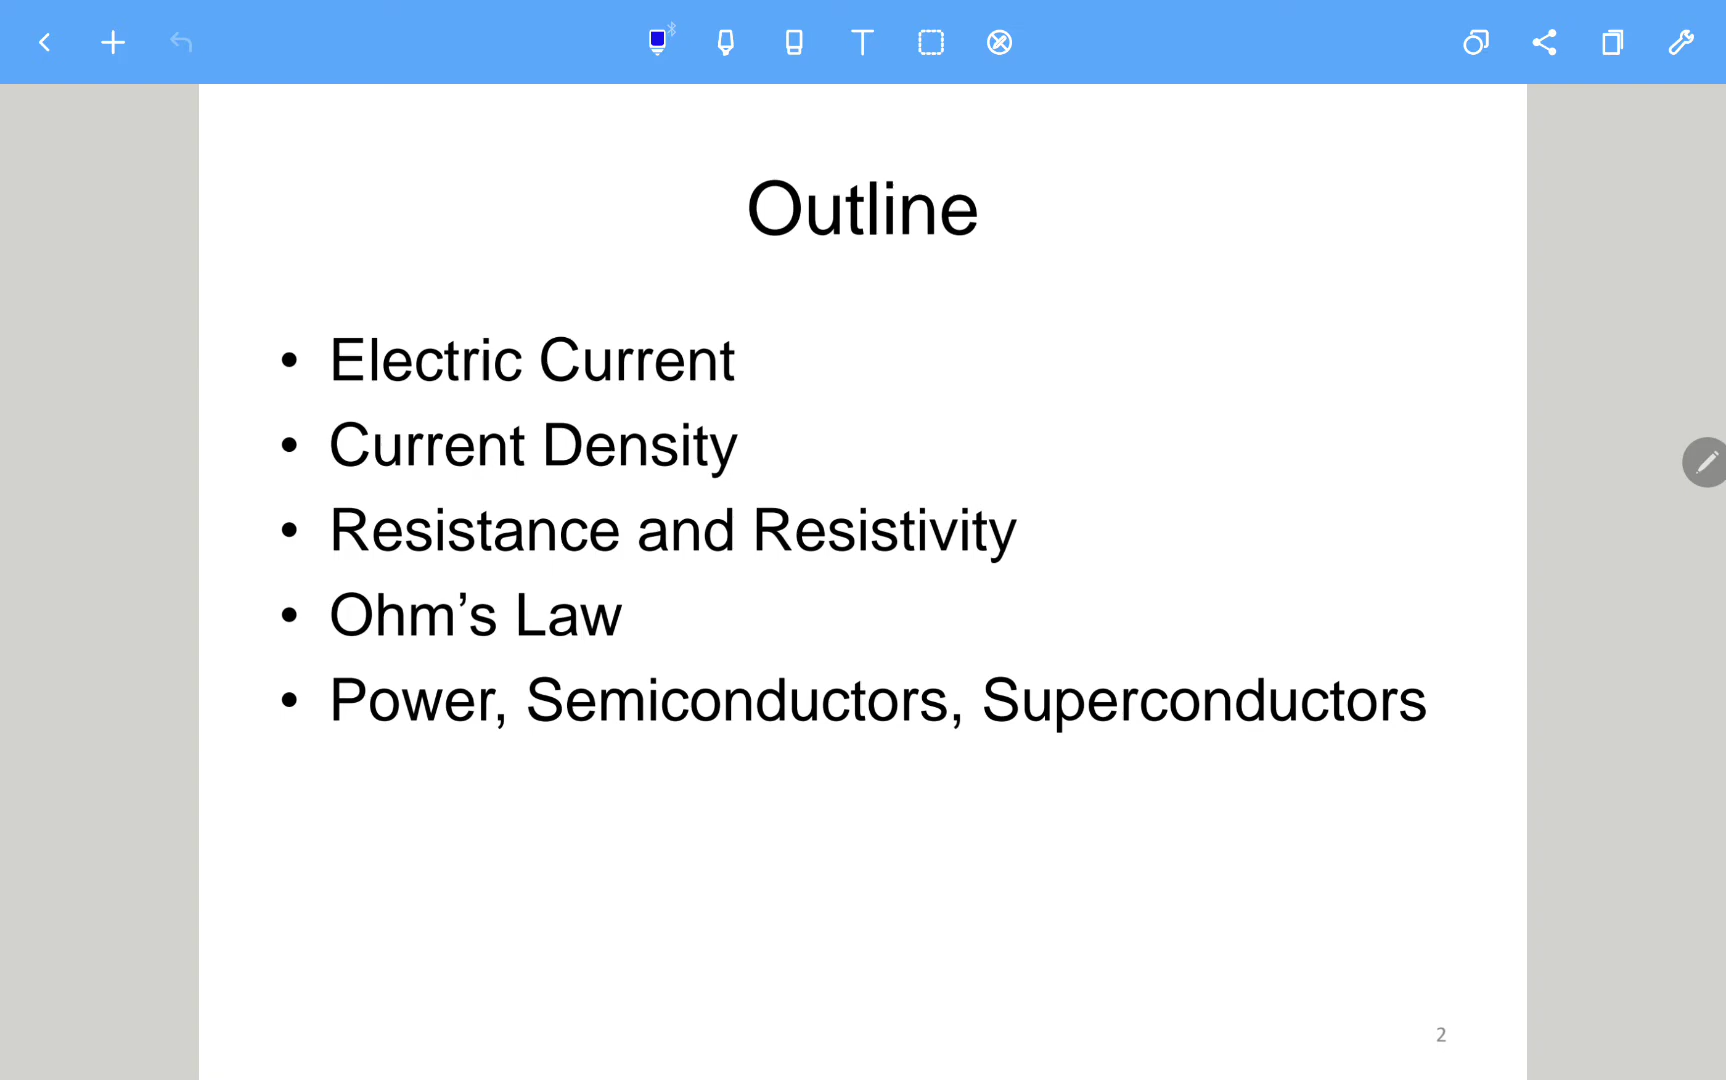 Outline
• Electric Current
• Current Density
• Resistance and Resistivity
• Ohm’s Law
• Power, Semiconductors, Superconductors
2